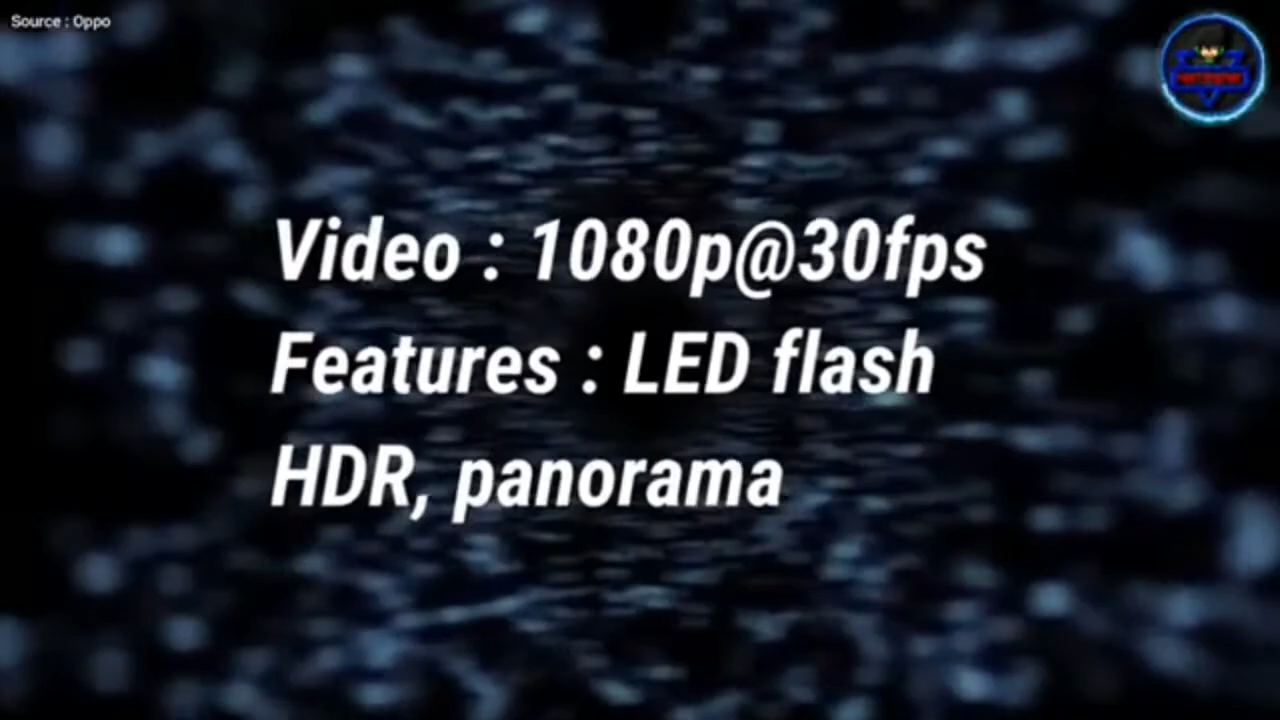 Source : Oppo
Video : 1080p@30fps
Features : LED flash
HDR, panorama